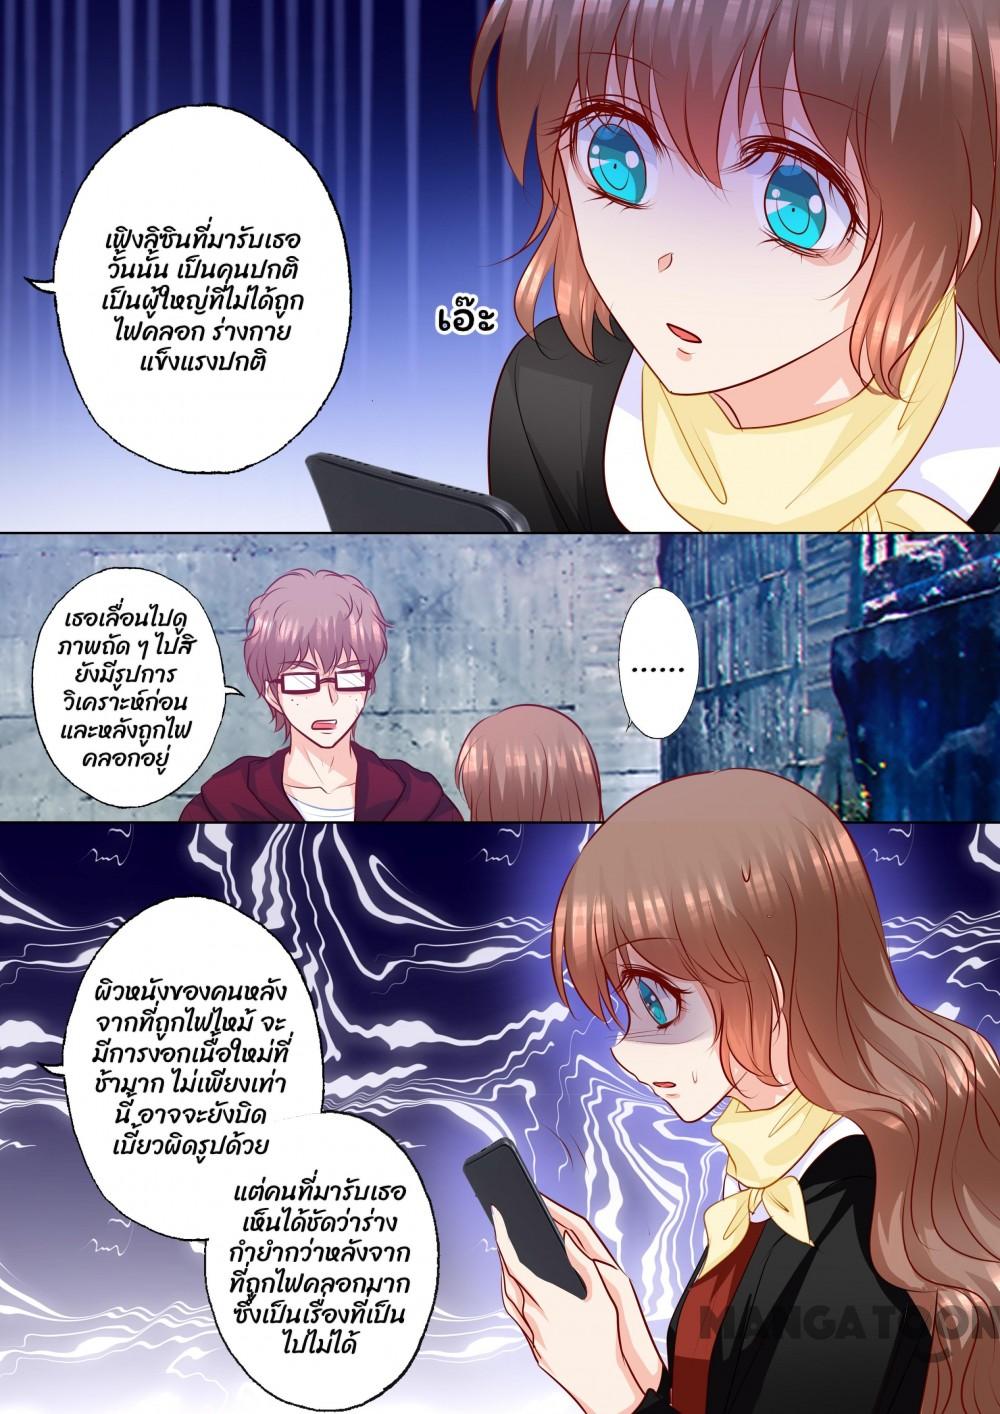 เฟิงลิซินที่มารับเธอ
วันนั้น เป็นคนปกติ
เป็นผู้ใหญ่ที่ไม่ได้ถูก
ไฟคลอก ร่างกาย
แข็งแรงปกติ
เอ๊ะ
เธอเลื่อนไปดู
ภาพถัด ๆ ไปสิ
ยังมีรูปการ
วิเคราะห์ก่อน
และหลังถูกไฟ
คลอกอยู่
......
ผิวหนังของคนหลัง
จากที่ถูกไฟไหม้ จะ
มีการงอกเนื้อใหม่ที่
ช้ามาก ไม่เพียงเท่า
นี้ อาจจะยังบิด
เบี้ยวผิดรูปด้วย
แต่คนที่มารับเธอ
เห็นได้ชัดว่าร่าง
กำยำกว่าหลังจาก
ที่ถูกไฟคลอกมาก
ซึ่งเป็นเรื่องที่เป็น
ไปไม่ได้
MANGATOON